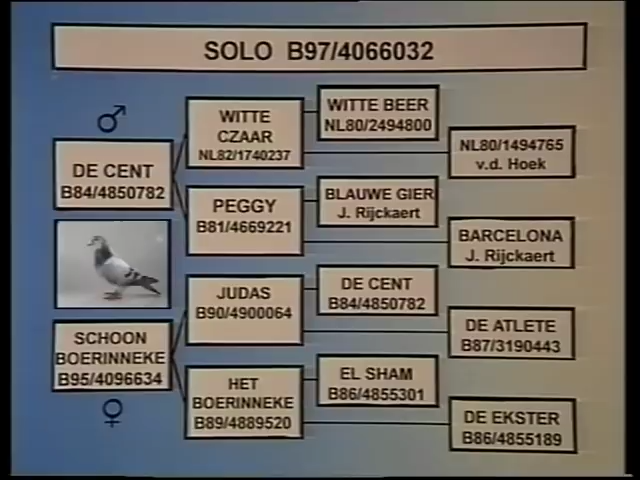 SOLO B97/4066032
♂
DE CENT
B84/4850782
WITTE
CZAAR
NL82/1740237
WITTE BEER
NL80/2494800
NL80/1494765
v.d. Hoek
PEGGY
B81/4669221
BLAUWE GIER
J. Rijckaert
BARCELONA
J. Rijckaert
SCHOON
BOERINNEKE
B95/4096634
♀
JUDAS
B90/4900064
DE CENT
B84/4850782
DE ATLETE
B87/3190443
HET
BOERINNEKE
B89/4889520
EL SHAM
B86/4855301
DE EKSTER
B86/4855189